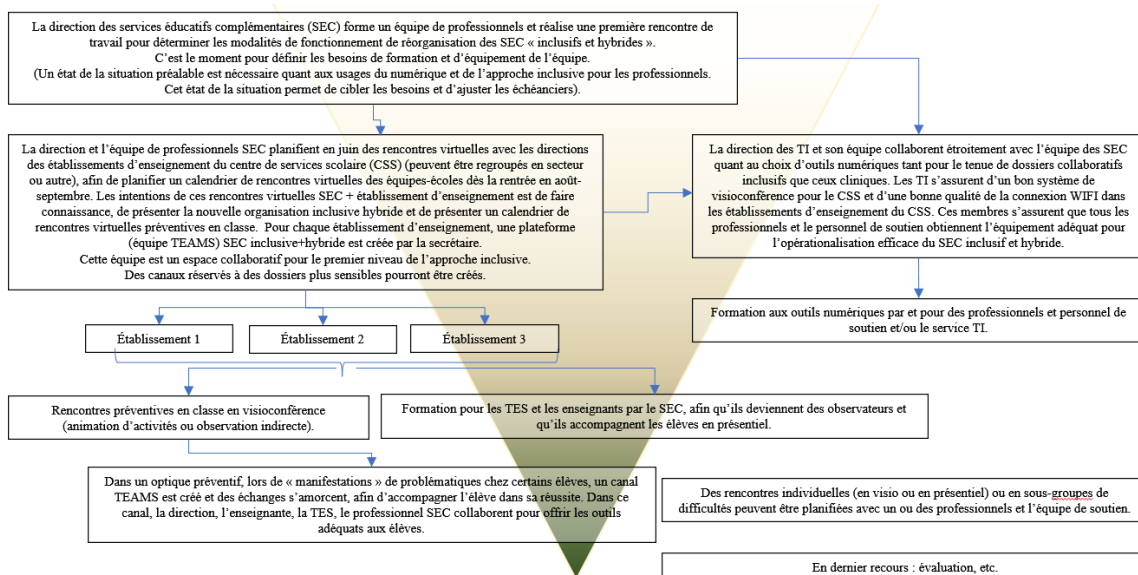 La direction des services éducatifs complémentaires (SEC) forme un équipe de professionnels et réalise une première rencontre de
travail pour déterminer les modalités de fonctionnement de réorganisation des SEC « inclusifs et hybrides ».
C’est le moment pour définir les besoins de formation et d’équipement de l’équipe.
(Un état de la situation préalable est nécessaire quant aux usages du numérique et de l’approche inclusive pour les professionnels.
Cet état de la situation permet de cibler les besoins et d’ajuster les échéanciers).
La direction et l’équipe de professionnels SEC planifient en juin des rencontres virtuelles avec les directions
des établissements d’enseignement du centre de services scolaire (CSS) (peuvent être regroupés en secteur
ou autre), afin de planifier un calendrier de rencontres virtuelles des équipes-écoles dès la rentrée en août-
septembre. Les intentions de ces rencontres virtuelles SEC + établissement d’enseignement est de faire
connaissance, de présenter la nouvelle organisation inclusive hybride et de présenter un calendrier de
rencontres virtuelles préventives en classe.  Pour chaque établissement d’enseignement, une plateforme
(équipe TEAMS) SEC inclusive+hybride est créée par la secrétaire.
Cette équipe est un espace collaboratif pour le premier niveau de l’approche inclusive.
Des canaux réservés à des dossiers plus sensibles pourront être créés.
La direction des TI et son équipe collaborent étroitement avec l’équipe des SEC
quant au choix d’outils numériques tant pour le tenue de dossiers collaboratifs
inclusifs que ceux cliniques. Les TI s’assurent d’un bon système de
visioconférence pour le CSS et d’une bonne qualité de la connexion WIFI dans
les établissements d’enseignement du CSS. Ces membres s’assurent que tous les
professionnels et le personnel de soutien obtiennent l’équipement adéquat pour
l’opérationalisation efficace du SEC inclusif et hybride.
Formation aux outils numériques par et pour des professionnels et personnel de
soutien et/ou le service TI.
Établissement 1
Établissement 2
Établissement 3
Rencontres préventives en classe en visioconférence
(animation d’activités ou observation indirecte).
Formation pour les TES et les enseignants par le SEC, afin qu’ils deviennent des observateurs et
qu’ils accompagnent les élèves en présentiel.
Dans un optique préventif, lors de « manifestations » de problématiques chez certains élèves, un canal
TEAMS est créé et des échanges s’amorcent, afin d’accompagner l’élève dans sa réussite. Dans ce
canal, la direction, l’enseignante, la TES, le professionnel SEC collaborent pour offrir les outils
adéquats aux élèves.
Des rencontres individuelles (en visio ou en présentiel) ou en sous-groupes de
difficultés peuvent être planifiées avec un ou des professionnels et l’équipe de soutien.
En dernier recours : évaluation, etc.